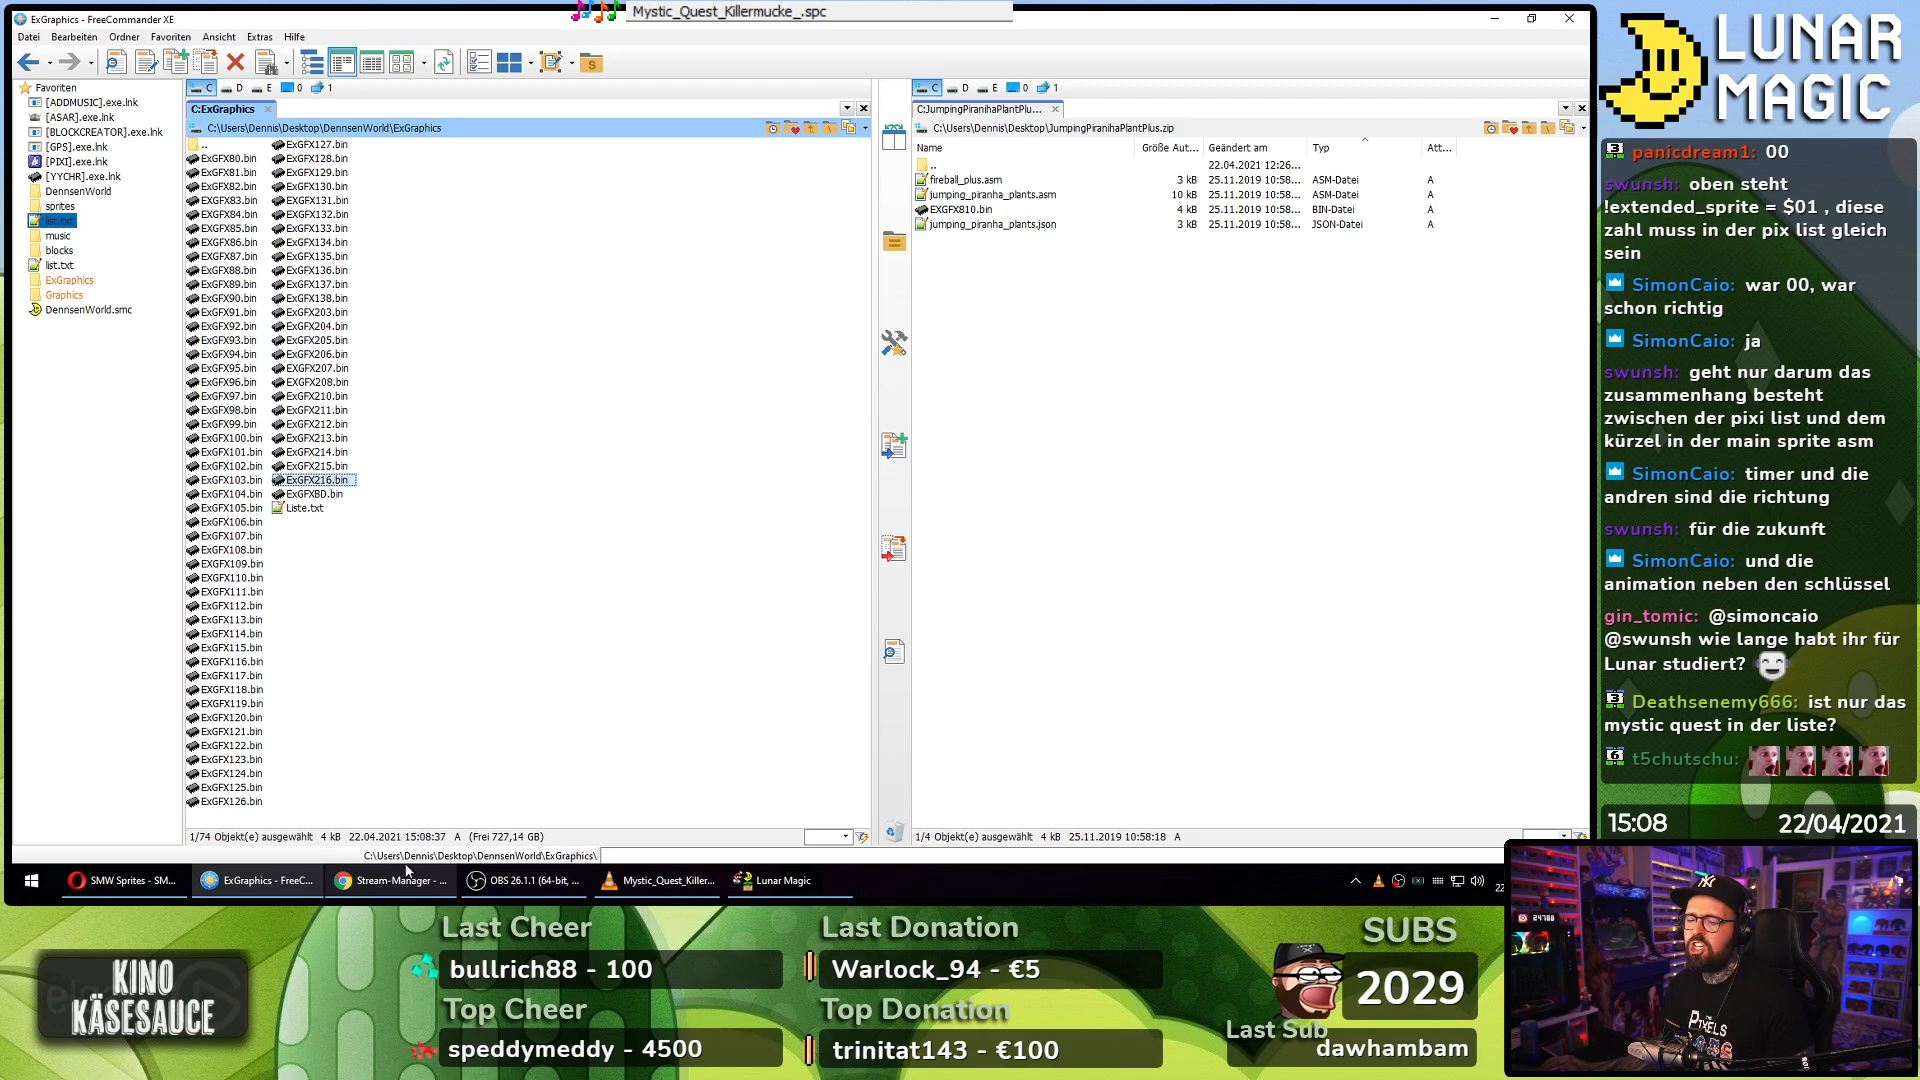 Mystic_Quest_Killermucke_.spc
ExGraphics - FreeCommander XE
Datei Bearbeiten Ordner Favoriten Ansicht Extras Hilfe
S
Favoriten
[ADDMUSIC].exe.lnk
[ASAR].exe.lnk
[BLOCKCREATOR].exe.lnk
[GPS].exe.lnk
[PIXI].exe.lnk
[YYCHR].exe.lnk
DennsenWorld
sprites
list.txt
music
blocks
list.txt
ExGraphics
Graphics
DennsenWorld.smc
C D E 0 1
C:ExGraphics
C:\Users\Dennis\Desktop\DennsenWorld\ExGraphics
..
ExGFX80.bin
ExGFX81.bin
ExGFX82.bin
ExGFX83.bin
ExGFX84.bin
ExGFX85.bin
ExGFX86.bin
ExGFX87.bin
ExGFX88.bin
ExGFX89.bin
ExGFX90.bin
ExGFX91.bin
ExGFX92.bin
ExGFX93.bin
ExGFX94.bin
ExGFX95.bin
ExGFX96.bin
ExGFX97.bin
ExGFX98.bin
ExGFX99.bin
ExGFX100.bin
ExGFX101.bin
ExGFX102.bin
ExGFX103.bin
ExGFX104.bin
ExGFX105.bin
ExGFX106.bin
ExGFX107.bin
ExGFX108.bin
ExGFX109.bin
ExGFX110.bin
EXGFX111.bin
ExGFX112.bin
ExGFX113.bin
ExGFX114.bin
ExGFX115.bin
EXGFX116.bin
EXGFX117.bin
EXGFX118.bin
EXGFX119.bin
EXGFX120.bin
EXGFX121.bin
EXGFX122.bin
EXGFX123.bin
EXGFX124.bin
EXGFX125.bin
EXGFX126.bin
EXGFX127.bin
EXGFX128.bin
EXGFX129.bin
EXGFX130.bin
EXGFX131.bin
EXGFX132.bin
EXGFX133.bin
EXGFX134.bin
EXGFX135.bin
EXGFX136.bin
EXGFX137.bin
EXGFX138.bin
EXGFX203.bin
EXGFX204.bin
EXGFX205.bin
EXGFX206.bin
EXGFX207.bin
EXGFX208.bin
EXGFX210.bin
EXGFX211.bin
EXGFX212.bin
EXGFX213.bin
EXGFX214.bin
EXGFX215.bin
ExGFX216.bin
ExGFXBD.bin
Liste.txt
1/74 Objekt(e) ausgewählt 4 kB 22.04.2021 15:08:37 A (Frei 727,14 GB)
C:\Users\Dennis\Desktop\DennsenWorld\ExGraphics\
C D E 0 1
C:JumpingPiranihaPlantPlu...
C:\Users\Dennis\Desktop\JumpingPiranihaPlantPlus.zip
Name Größe Aut... Geändert am Typ Att...
.. 22.04.2021 12:26...
fireball_plus.asm 3 kB 25.11.2019 10:58... ASM-Datei A
jumping_piranha_plants.asm 10 kB 25.11.2019 10:58... ASM-Datei A
EXGFX810.bin 4 kB 25.11.2019 10:58... BIN-Datei A
jumping_piranha_plants.json 3 kB 25.11.2019 10:58... JSON-Datei A
1/4 Objekt(e) ausgewählt 4 kB 25.11.2019 10:58:18 A
SMW Sprites - SM... ExGraphics - FreeC... Stream-Manager - ... OBS 26.1.1 (64-bit, ... Mystic_Quest_Killer... Lunar Magic
22
LUNAR
MAGIC
panicdream1: 00
swunsh: oben steht
!extended_sprite = $01 , diese
zahl muss in der pix list gleich
sein
SimonCaio: war 00, war
schon richtig
SimonCaio: ja
swunsh: geht nur darum das
zusammenhang besteht
zwischen der pixi list und dem
kürzel in der main sprite asm
SimonCaio: timer und die
andren sind die richtung
swunsh: für die zukunft
SimonCaio: und die
animation neben den schlüssel
gin_tomic: @simoncaio
@swunsh wie lange habt ihr für
Lunar studiert?
Deathsenemy666: ist nur das
mystic quest in der liste?
t5chutschu:
15:08 22/04/2021
KINO
KÄSESAUCE
Last Cheer
bullrich88 - 100
Top Cheer
speddymeddy - 4500
Last Donation
Warlock_94 - €5
Top Donation
trinitat143 - €100
SUBS
2029
Last Sub
dawhambam
24788
THE
PIXELS